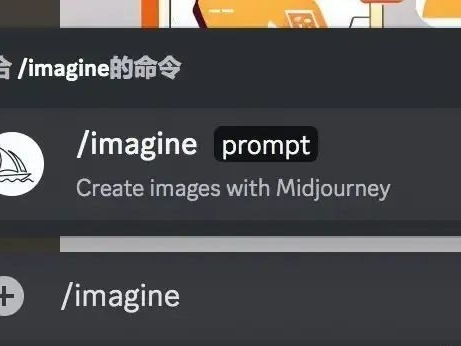 合 /imagine的命令
/imagine prompt
Create images with Midjourney
/imagine